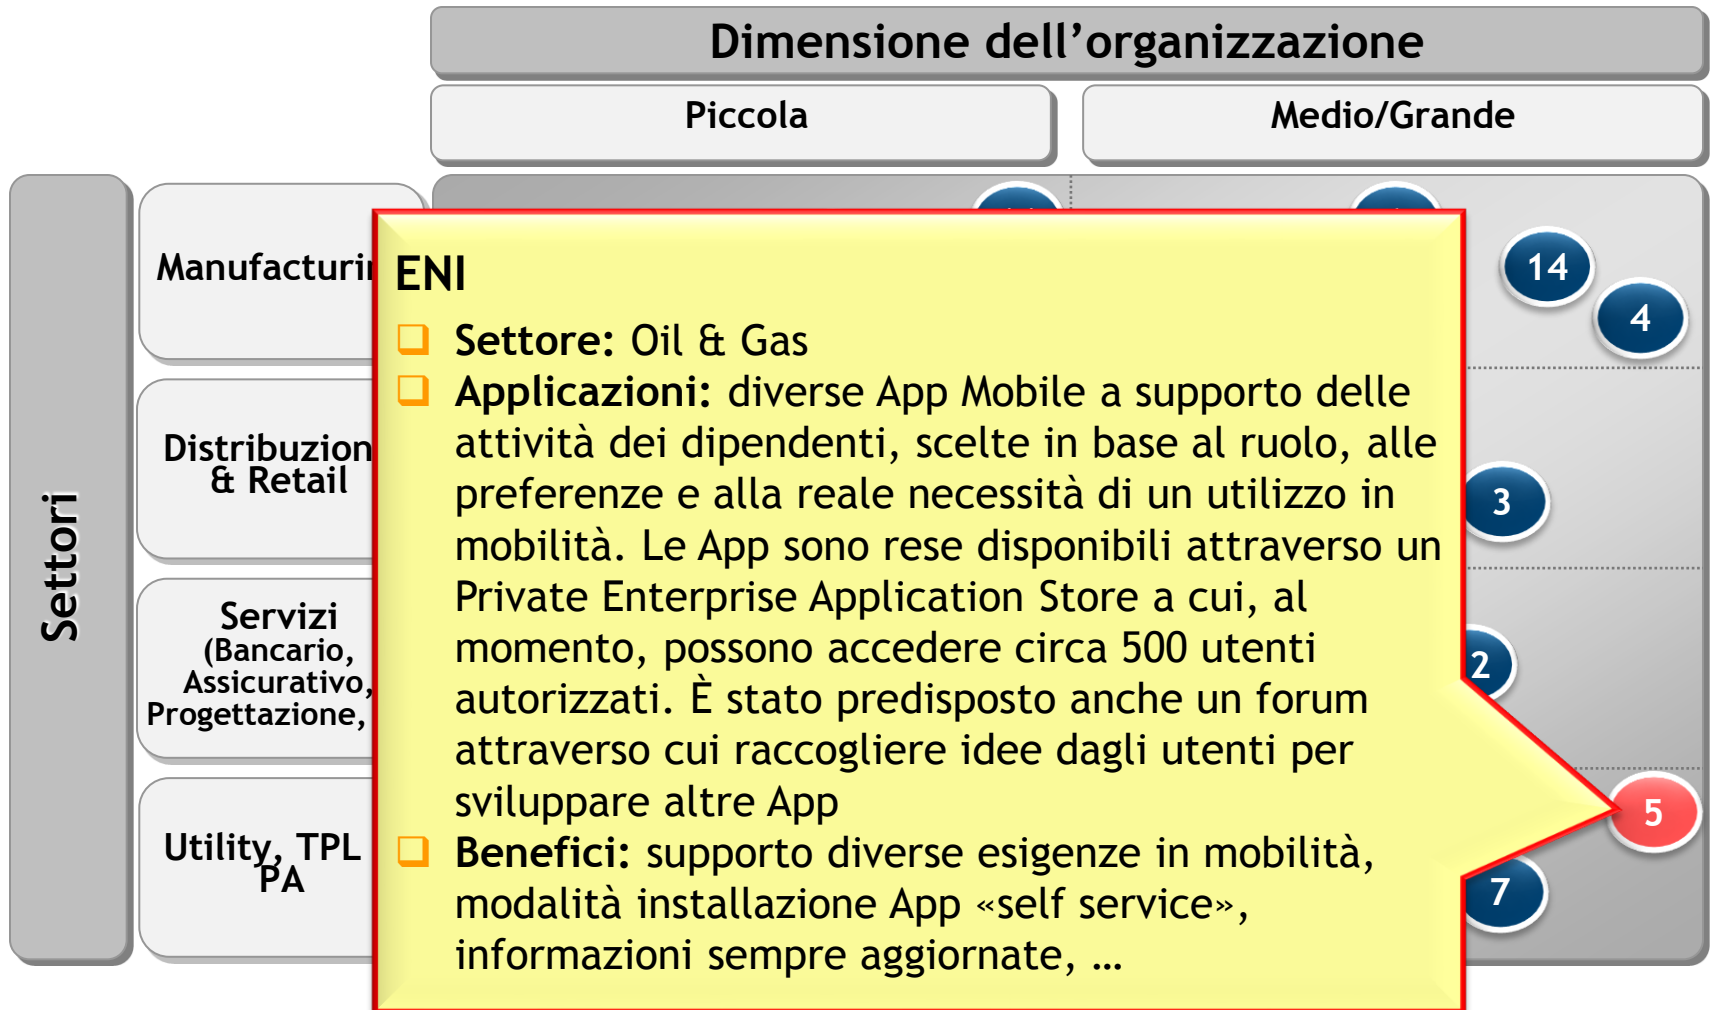 Dimensione dell’organizzazione
Piccola
Medio/Grande
Settori
14
4
ENI
Settore: Oil & Gas
Applicazioni: diverse App Mobile a supporto delle
attività dei dipendenti, scelte in base al ruolo, alle
preferenze e alla reale necessità di un utilizzo in
mobilità. Le App sono rese disponibili attraverso un
Private Enterprise Application Store a cui, al
momento, possono accedere circa 500 utenti
autorizzati. È stato predisposto anche un forum
attraverso cui raccogliere idee dagli utenti per
sviluppare altre App
Benefici: supporto diverse esigenze in mobilità,
modalità installazione App «self service»,
informazioni sempre aggiornate, …
& Retail
3
Servizi
(Bancario,
Assicurativo,
Progettazione,
2
5
Utility, TPL
PA
7